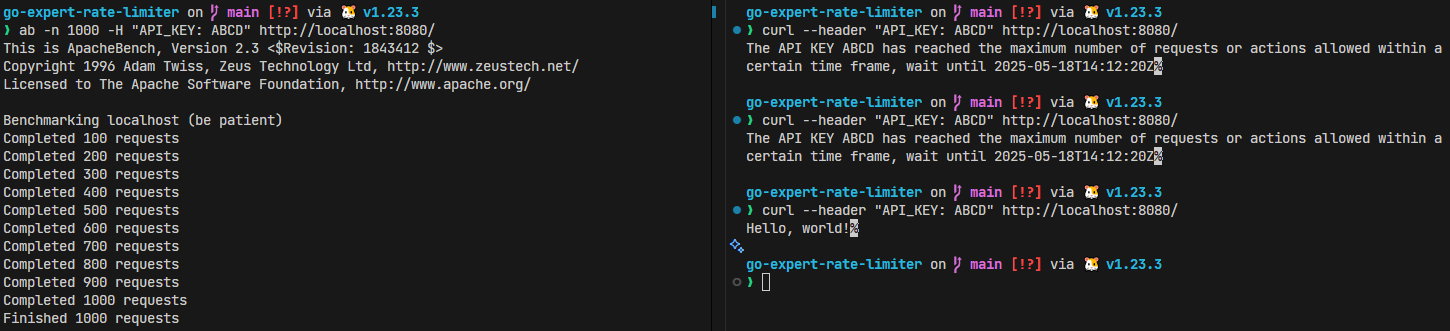 go-expert-rate-limiter on main [!?] via v1.23.3
❯ ab -n 1000 -H "API_KEY: ABCD" http://localhost:8080/
This is ApacheBench, Version 2.3 <$Revision: 1843412 $>
Copyright 1996 Adam Twiss, Zeus Technology Ltd, http://www.zeustech.net/
Licensed to The Apache Software Foundation, http://www.apache.org/
Benchmarking localhost (be patient)
Completed 100 requests
Completed 200 requests
Completed 300 requests
Completed 400 requests
Completed 500 requests
Completed 600 requests
Completed 700 requests
Completed 800 requests
Completed 900 requests
Completed 1000 requests
Finished 1000 requests
go-expert-rate-limiter on main [!?] via v1.23.3
❯ curl --header "API_KEY: ABCD" http://localhost:8080/
The API KEY ABCD has reached the maximum number of requests or actions allowed within a
certain time frame, wait until 2025-05-18T14:12:20Z%
go-expert-rate-limiter on main [!?] via v1.23.3
❯ curl --header "API_KEY: ABCD" http://localhost:8080/
The API KEY ABCD has reached the maximum number of requests or actions allowed within a
certain time frame, wait until 2025-05-18T14:12:20Z%
go-expert-rate-limiter on main [!?] via v1.23.3
❯ curl --header "API_KEY: ABCD" http://localhost:8080/
Hello, world!%
go-expert-rate-limiter on main [!?] via v1.23.3
❯